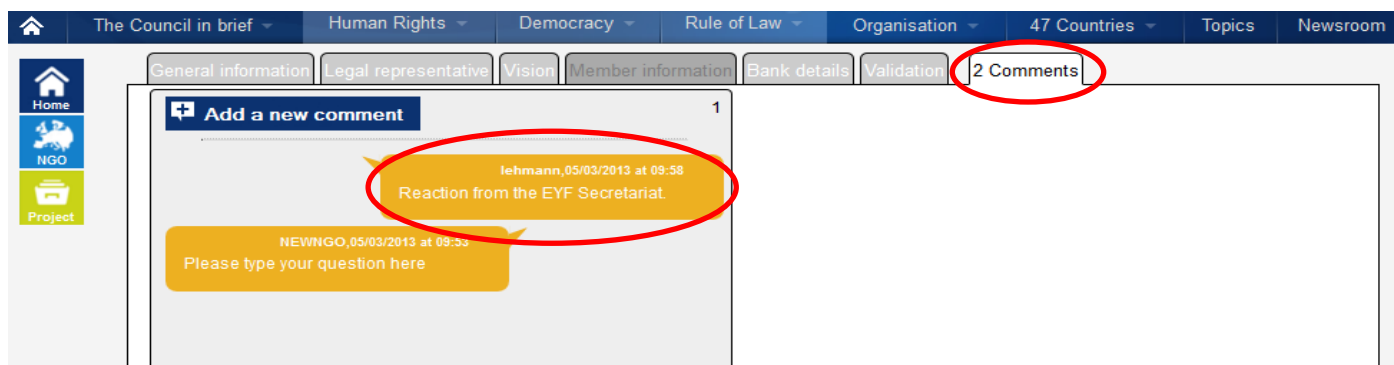 The Council in brief Human Rights Democracy Rule of Law Organisation 47 Countries Topics Newsroom
General information Legal representative Vision Member information Bank details Validation 2 Comments
Home
NGO
Project
Add a new comment 1
lehmann,05/03/2013 at 09:58
Reaction from the EYF Secretariat.
NEWNGO,05/03/2013 at 09:53
Please type your question here